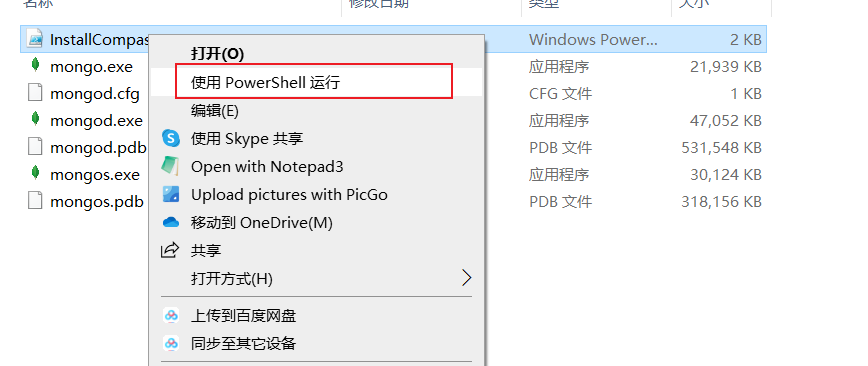 名称 修改日期 类型 大小
InstallCompas Windows Power... 2 KB
打开(O)
mongo.exe 应用程序 21,939 KB
使用 PowerShell 运行
mongod.cfg CFG 文件 1 KB
编辑(E)
mongod.exe 应用程序 47,052 KB
使用 Skype 共享
mongod.pdb PDB 文件 531,548 KB
Open with Notepad3
mongos.exe 应用程序 30,124 KB
Upload pictures with PicGo
mongos.pdb PDB 文件 318,156 KB
移动到 OneDrive(M)
共享
打开方式(H)
上传到百度网盘
同步至其它设备